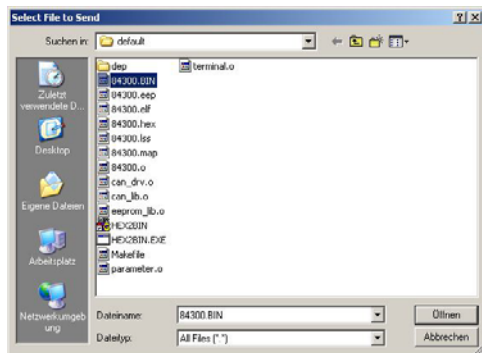 Select File to Send
Suchen in:
default
Zuletzt
verwendete D...
Desktop
Eigene Dateien
Arbeitsplatz
Netzwerkumgeb
ung
dep
84300.BIN
84300.eep
84300.elf
84300.hex
84300.lss
84300.map
84300.o
can_drv.o
can_lib.o
eeprom_lib.o
HEX2BIN
HEX2BIN.EXE
Makefile
parameter.o
terminal.o
Dateiname:
84300.BIN
Öffnen
Dateityp:
All Files (*.*)
Abbrechen